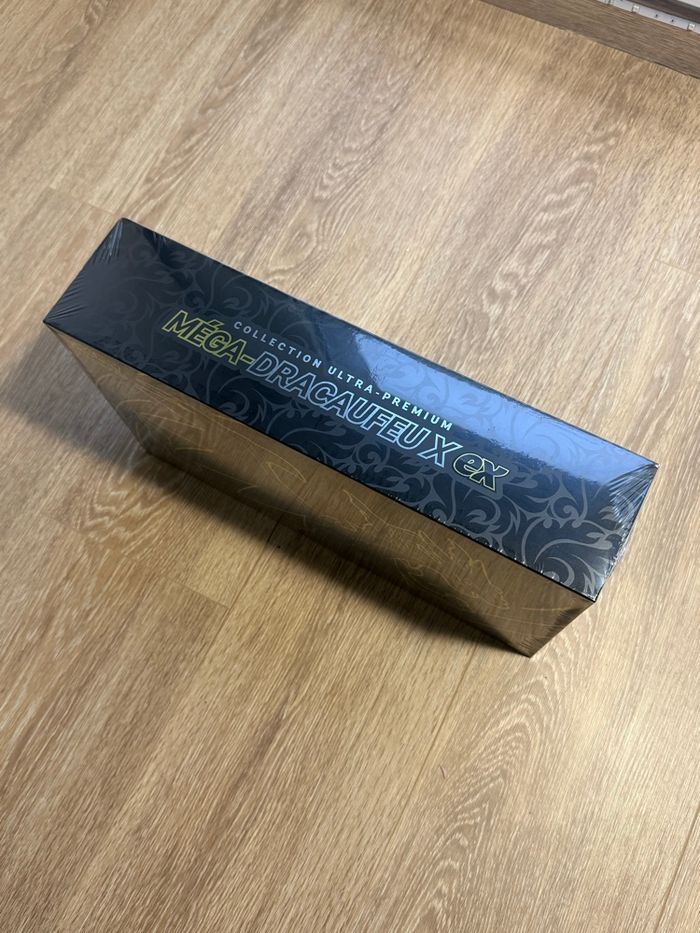 COLLECTION ULTRA-PREMIUM
MÉGA-DRACAUFEU X ex